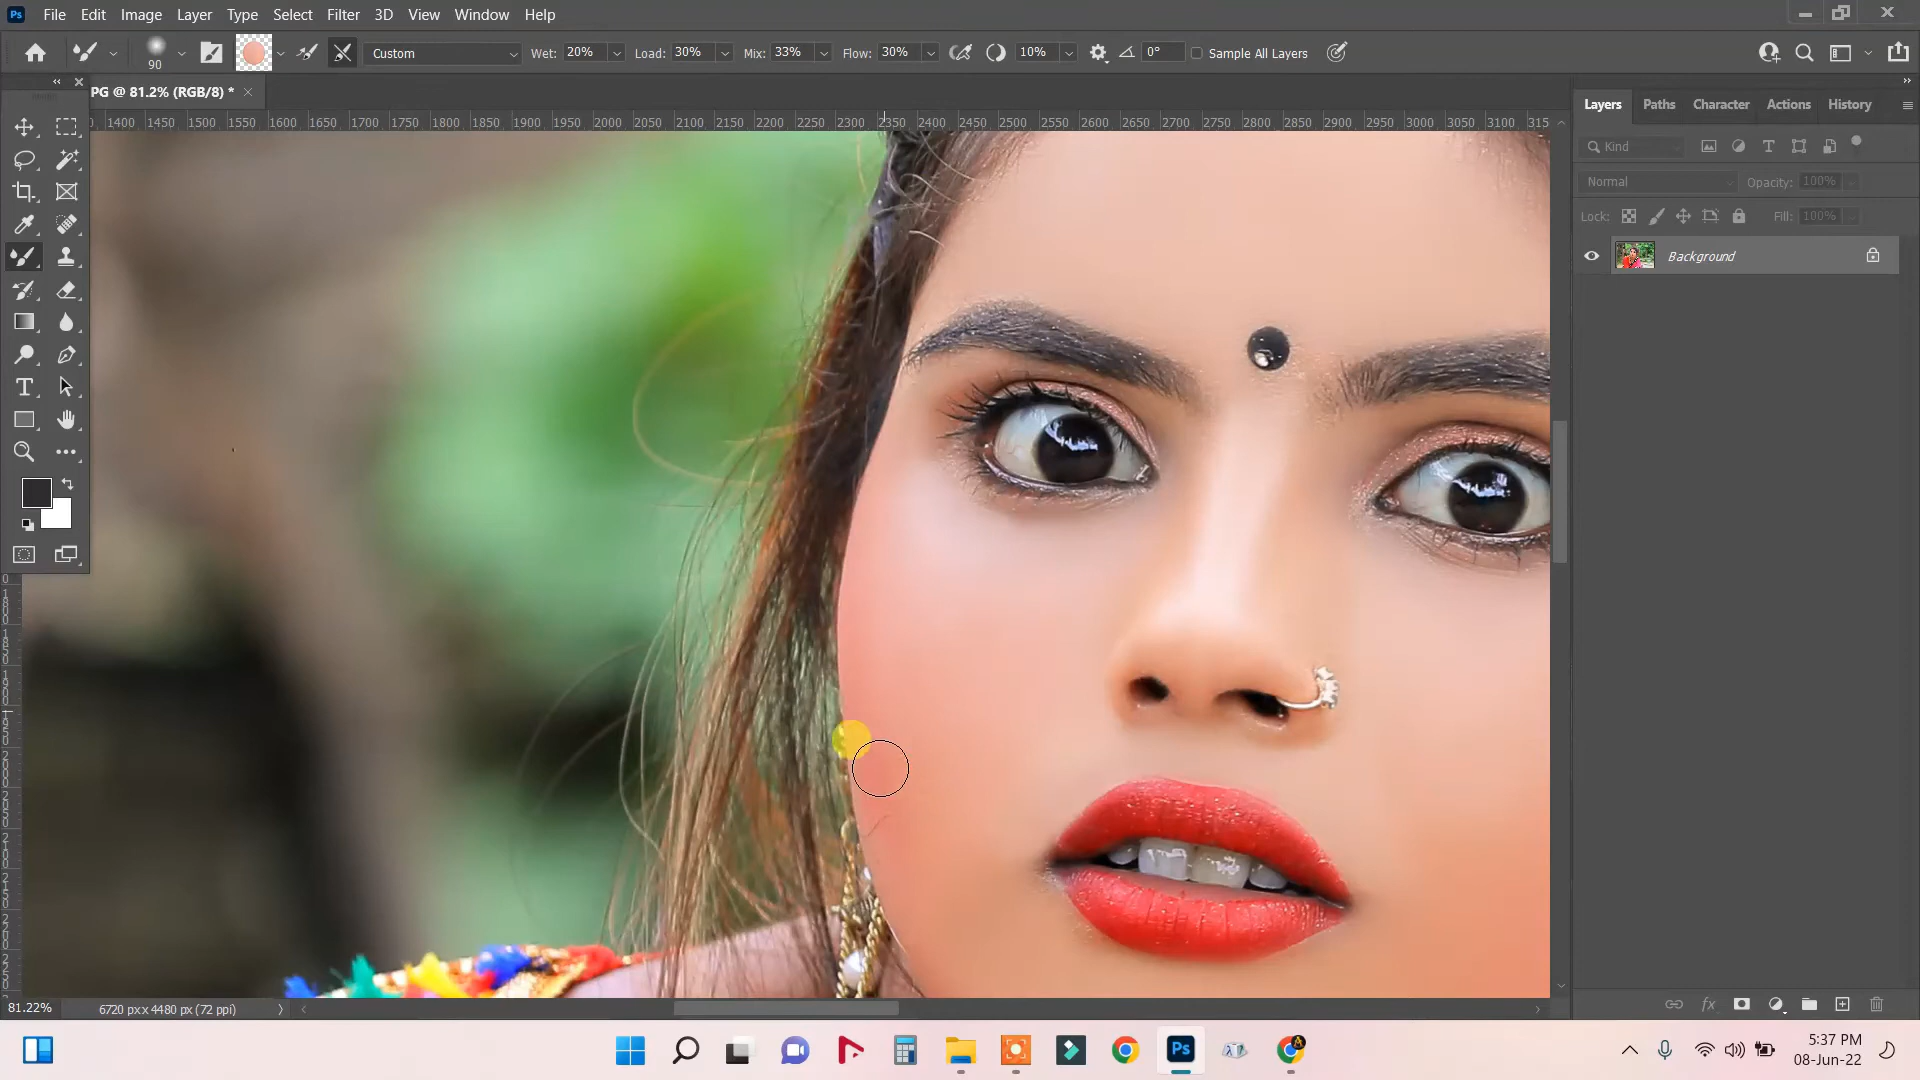 Ps File Edit Image Layer Type Select Filter 3D View Window Help
90 Custom Wet: 20% Load: 30% Mix: 33% Flow: 30% 10% 0° Sample All Layers
PG @ 81.2% (RGB/8) * ×
1400 1450 1500 1550 1600 1650 1700 1750 1800 1850 1900 1950 2000 2050 2100 2150 2200 2250 2300 2350 2400 2450 2500 2550 2600 2650 2700 2750 2800 2850 2900 2950 3000 3050 3100 315
Layers Paths Character Actions History
Kind
Normal Opacity: 100%
Lock: Fill: 100%
Background
81.22% 6720 px x 4480 px (72 ppi)
Ps
5:37 PM
08-Jun-22